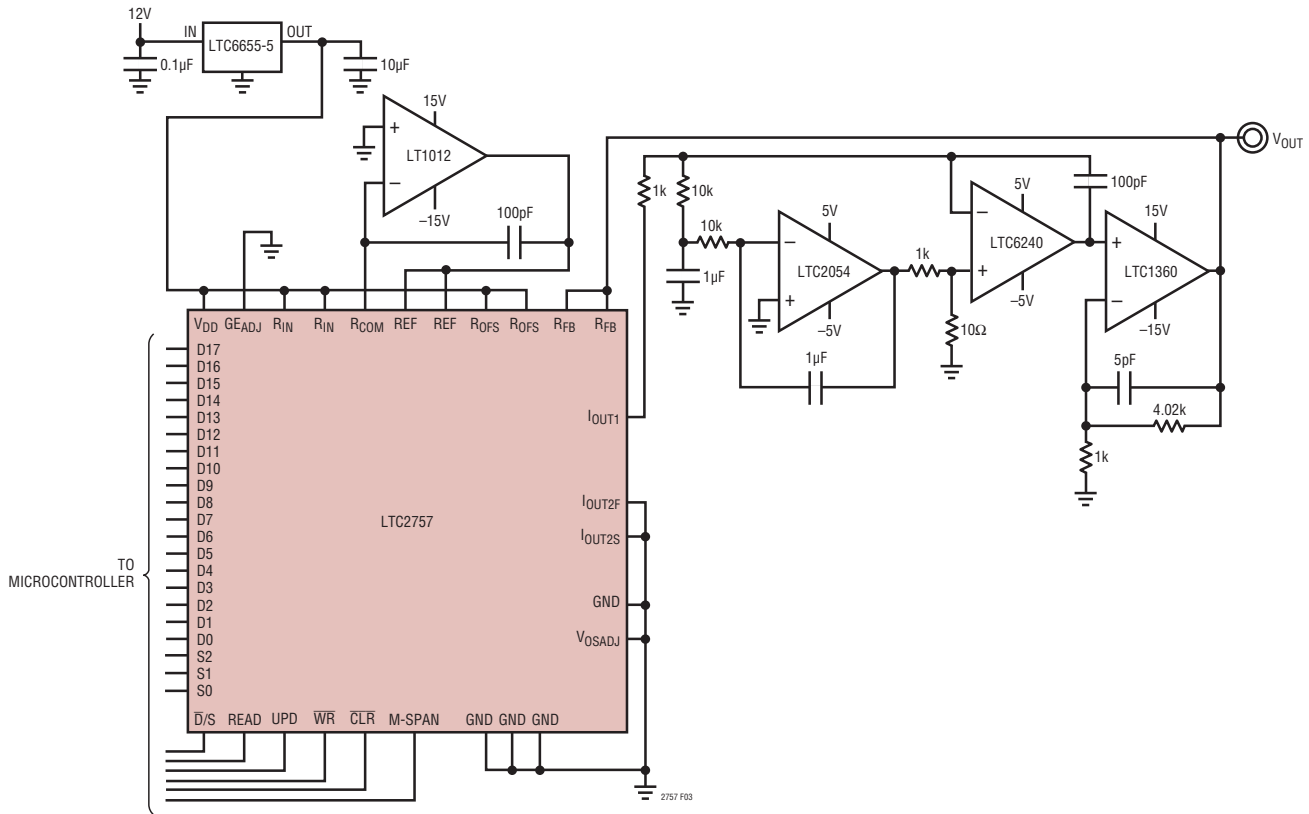 12V
IN
LTC6655-5
OUT
0.1µF
10µF
15V
+
LT1012
–
–15V
100pF
1k
10k
10k
1µF
5V
–
LTC2054
+
–5V
1µF
1k
10Ω
5V
–
LTC6240
+
–5V
100pF
15V
+
LTC1360
–
–15V
5pF
4.02k
1k
VOUT
VDD GEADJ RIN RIN RCOM REF REF ROFS ROFS RFB RFB
D17
D16
D15
D14
D13
D12
D11
D10
D9
D8
D7
D6
D5
D4
D3
D2
D1
D0
S2
S1
S0
TO
MICROCONTROLLER
LTC2757
IOUT1
IOUT2F
IOUT2S
GND
VOSADJ
D̅/S READ UPD W̅R̅ C̅L̅R̅ M-SPAN GND GND GND
2757 F03